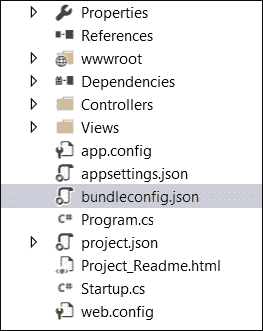 Properties
References
wwwroot
Dependencies
Controllers
Views
app.config
appsettings.json
bundleconfig.json
C# Program.cs
project.json
Project_Readme.html
C# Startup.cs
web.config